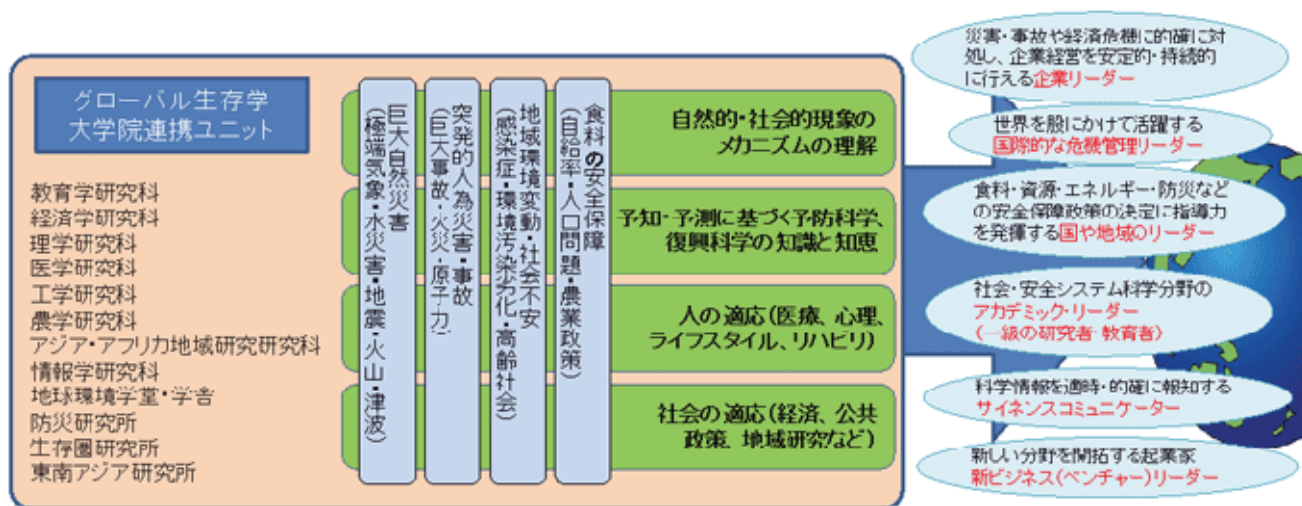 グローバル生存学
大学院連携ユニット
教育学研究科
経済学研究科
理学研究科
医学研究科
工学研究科
農学研究科
アジア・アフリカ地域研究研究科
情報学研究科
地球環境学堂・学舎
防災研究所
生存圏研究所
東南アジア研究所
巨大自然災害
(極端気象・水災害・地震・火山・津波)
突発的人為災害・事故
(巨大事故・火災・原子力)
地域環境変動・社会不安
(感染症・環境汚染劣化・高齢社会)
食料の安全保障
(自給率・人口問題・農業政策)
自然的・社会的現象の
メカニズムの理解
予知・予測に基づく予防科学、
復興科学の知識と知恵
人の適応(医療、心理、
ライフスタイル、リハビリ)
社会の適応(経済、公共
政策、地域研究など)
災害・事故や経済危機に的確に対
処し、企業経営を安定的・持続的
に行える企業リーダー
世界を股にかけて活躍する
国際的な危機管理リーダー
食料・資源・エネルギー・防災など
の安全保障政策の決定に指導力
を発揮する国や地域のリーダー
社会・安全システム科学分野の
アカデミック・リーダー
(一級の研究者・教育者)
科学情報を適時・的確に報知する
サイネンスコミュニケーター
新しい分野を開拓する起業家
新ビジネス(ベンチャー)リーダー